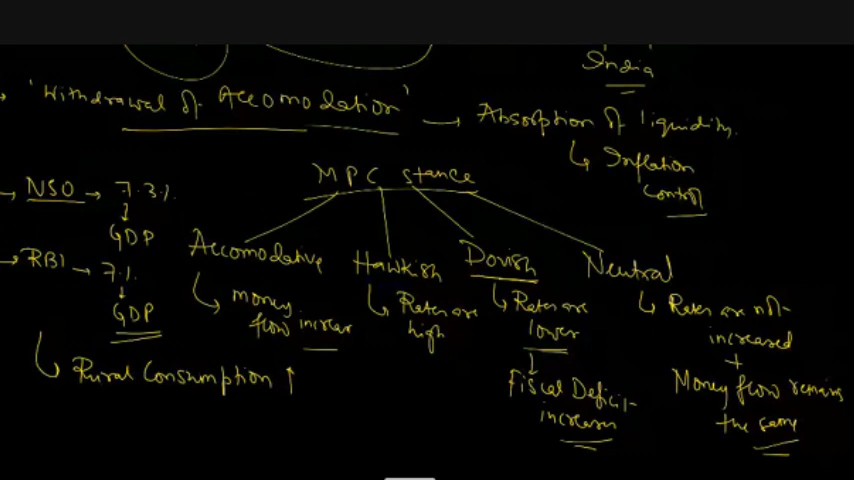 India
'Withdrawal of Accomodation'
Absorption of liquidity.
Inflation
control
MPC stance
NSO → 7.3%
GDP
RBI → 7%
GDP
Rural Consumption ↑
Accomodative
money
flow increases
Hawkish
Rates are
high
Dovish
Rates are
lower
Fiscal Deficit
increases
Neutral
Rates are not
increased
+
Money flow remains
the same